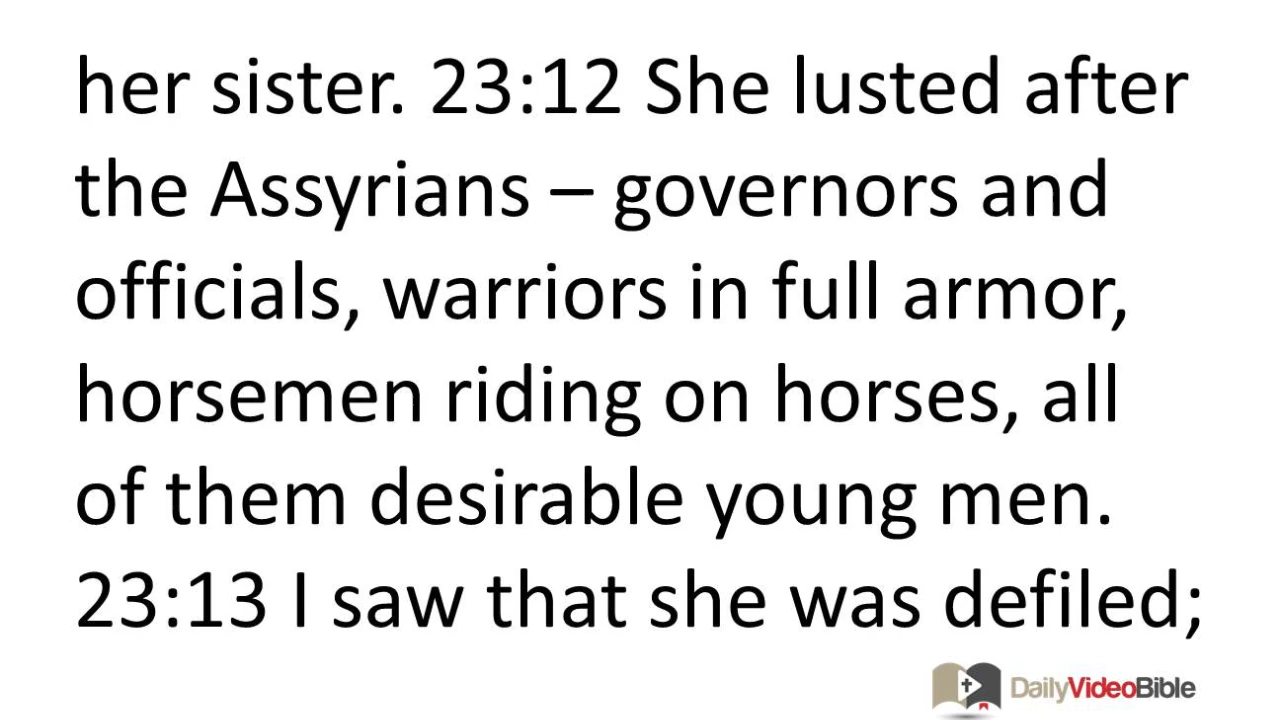 her sister. 23:12 She lusted after
the Assyrians – governors and
officials, warriors in full armor,
horsemen riding on horses, all
of them desirable young men.
23:13 I saw that she was defiled;
DailyVideoBible